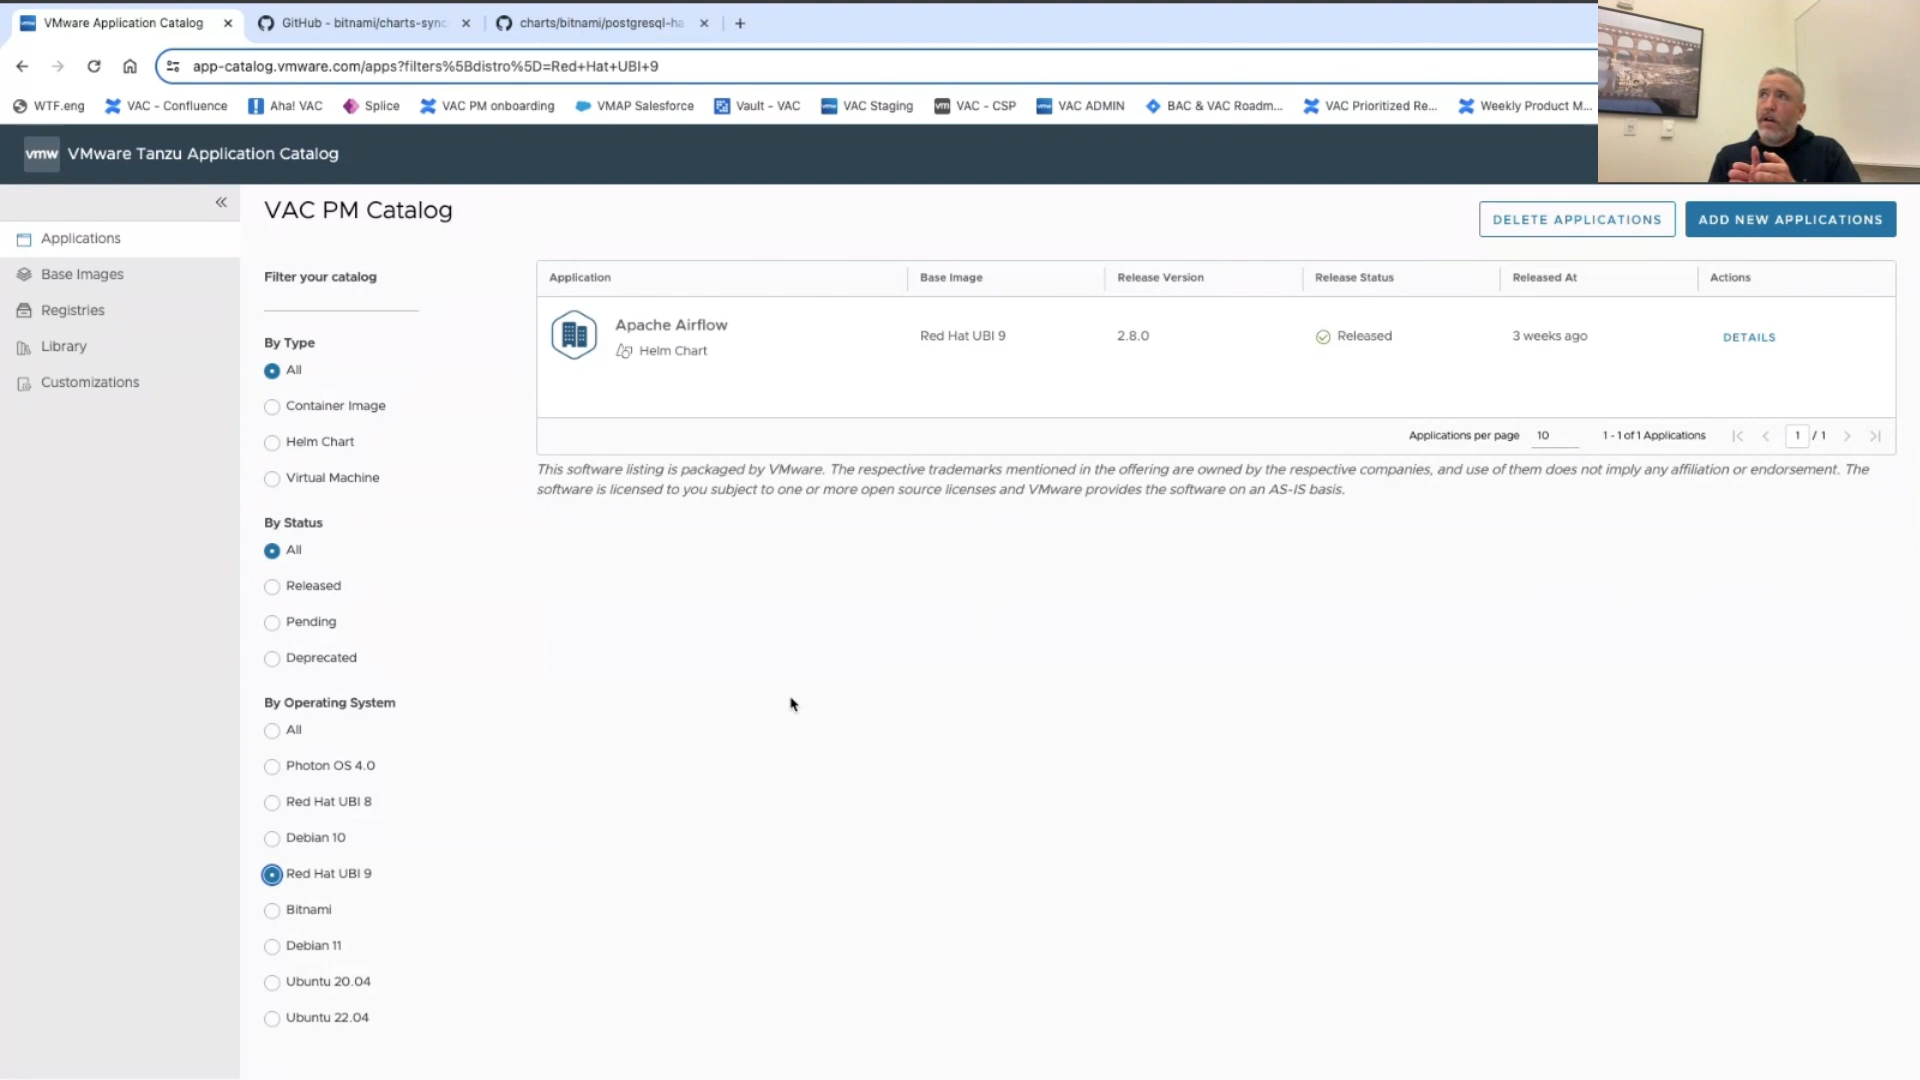 VMware Application Catalog
GitHub - bitnami/charts-sync
charts/bitnami/postgresql-ha
app-catalog.vmware.com/apps?filters%5Bdistro%5D=Red+Hat+UBI+9
WTF.eng
VAC - Confluence
Aha! VAC
Splice
VAC PM onboarding
VMAP Salesforce
Vault - VAC
VAC Staging
VAC - CSP
VAC ADMIN
BAC & VAC Roadm...
VAC Prioritized Re...
Weekly Product M...
vmw VMware Tanzu Application Catalog
Applications
Base Images
Registries
Library
Customizations
VAC PM Catalog
DELETE APPLICATIONS
ADD NEW APPLICATIONS
Filter your catalog
By Type
All
Container Image
Helm Chart
Virtual Machine
By Status
All
Released
Pending
Deprecated
By Operating System
All
Photon OS 4.0
Red Hat UBI 8
Debian 10
Red Hat UBI 9
Bitnami
Debian 11
Ubuntu 20.04
Ubuntu 22.04
Application Base Image Release Version Release Status Released At Actions
Apache Airflow
Helm Chart
Red Hat UBI 9 2.8.0 Released 3 weeks ago DETAILS
Applications per page 10 1 - 1 of 1 Applications 1 / 1
This software listing is packaged by VMware. The respective trademarks mentioned in the offering are owned by the respective companies, and use of them does not imply any affiliation or endorsement. The
software is licensed to you subject to one or more open source licenses and VMware provides the software on an AS-IS basis.